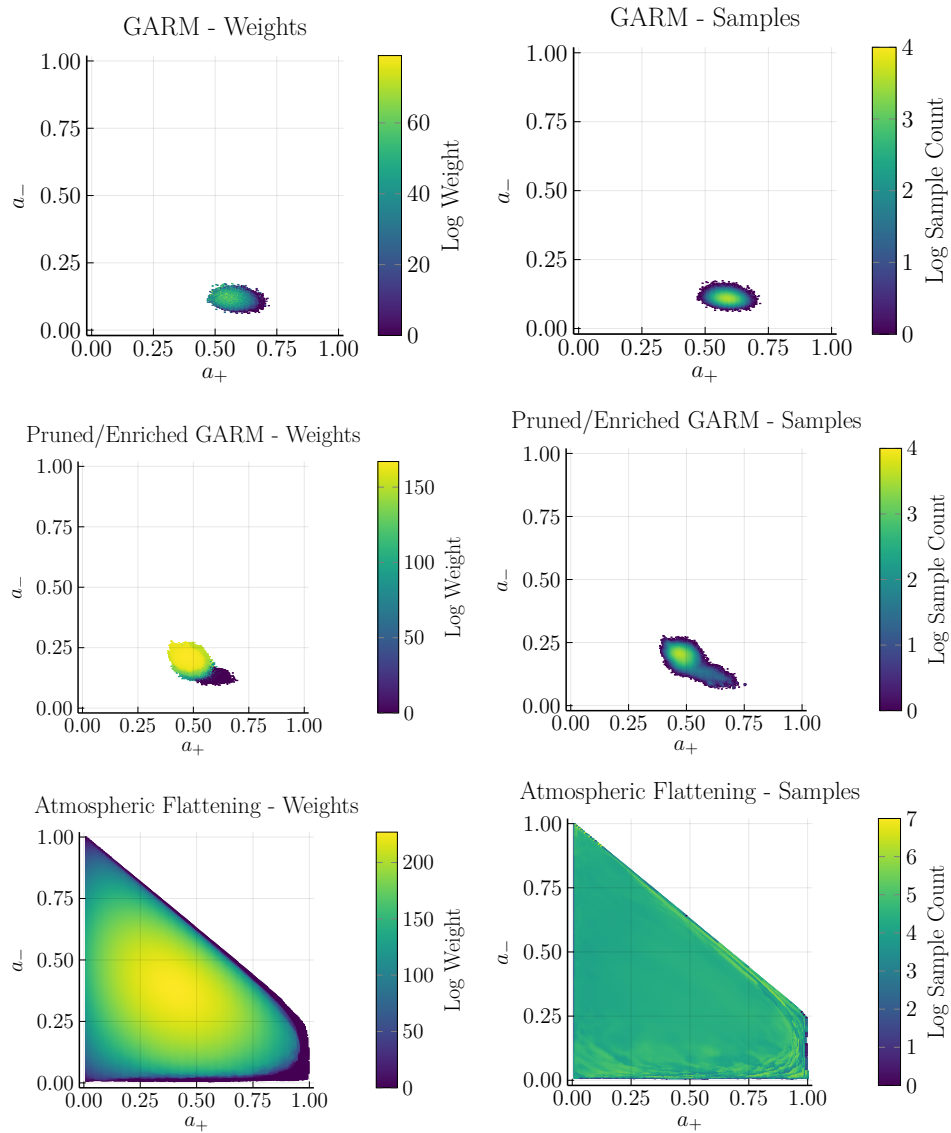 GARM - Weights
1.00
0.75
0.50
0.25
0.00
a_
0.00 0.25 0.50 0.75 1.00
a+
60
40
20
0
Log Weight
GARM - Samples
1.00
0.75
0.50
0.25
0.00
a_
0.00 0.25 0.50 0.75 1.00
a+
4
3
2
1
0
Log Sample Count
Pruned/Enriched GARM - Weights
1.00
0.75
0.50
0.25
0.00
a_
0.00 0.25 0.50 0.75 1.00
a+
150
100
50
0
Log Weight
Pruned/Enriched GARM - Samples
1.00
0.75
0.50
0.25
0.00
a_
0.00 0.25 0.50 0.75 1.00
a+
4
3
2
1
0
Log Sample Count
Atmospheric Flattening - Weights
1.00
0.75
0.50
0.25
0.00
a_
0.00 0.25 0.50 0.75 1.00
a+
200
150
100
50
0
Log Weight
Atmospheric Flattening - Samples
1.00
0.75
0.50
0.25
0.00
a_
0.00 0.25 0.50 0.75 1.00
a+
7
6
5
4
3
2
1
0
Log Sample Count